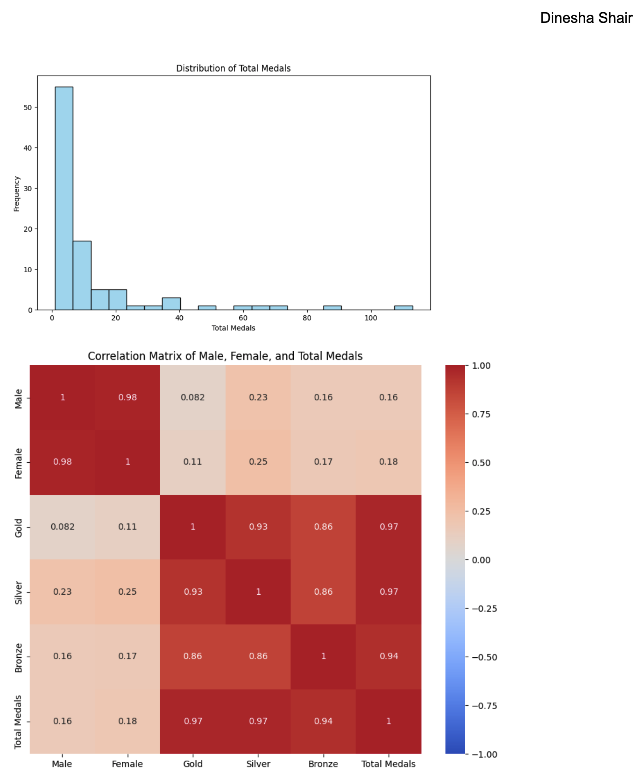 Dinesha Shair
Distribution of Total Medals
50
40
30
20
10
0
Frequency
0 20 40 60 80 100
Total Medals
Correlation Matrix of Male, Female, and Total Medals
Male 1 0.98 0.082 0.23 0.16 0.16
Female 0.98 1 0.11 0.25 0.17 0.18
Gold 0.082 0.11 1 0.93 0.86 0.97
Silver 0.23 0.25 0.93 1 0.86 0.97
Bronze 0.16 0.17 0.86 0.86 1 0.94
Total Medals 0.16 0.18 0.97 0.97 0.94 1
Male Female Gold Silver Bronze Total Medals
1.00
0.75
0.50
0.25
0.00
−0.25
−0.50
−0.75
−1.00